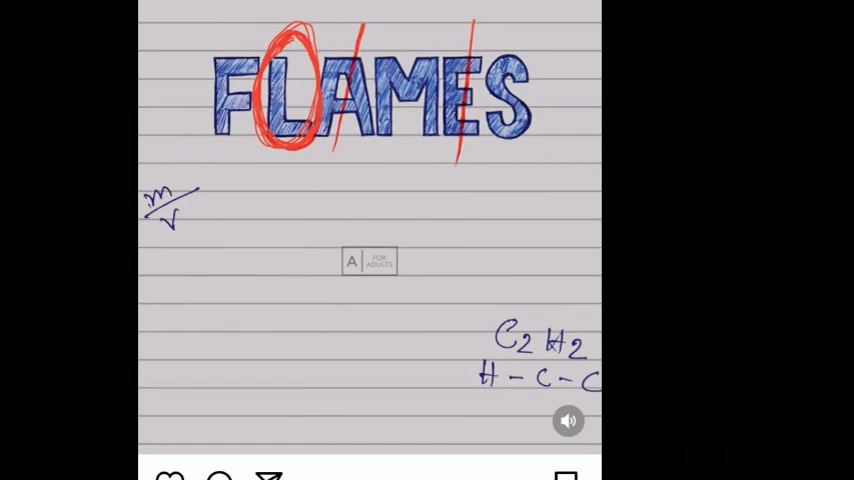 FLAMES
m/v
A FOR ADULTS
C2 H2
H - C - C